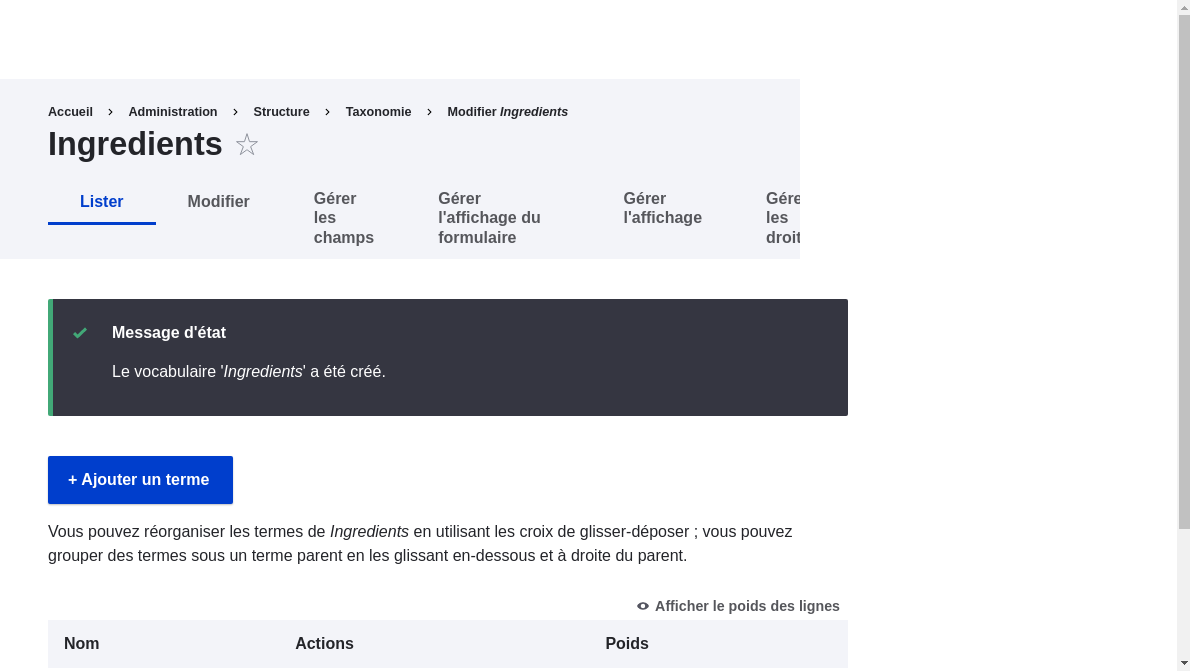 Accueil › Administration › Structure › Taxonomie › Modifier Ingredients
Ingredients
Lister
Modifier
Gérer
les
champs
Gérer
l'affichage du
formulaire
Gérer
l'affichage
Gére
les
droit
Message d'état
Le vocabulaire 'Ingredients' a été créé.
+ Ajouter un terme
Vous pouvez réorganiser les termes de Ingredients en utilisant les croix de glisser-déposer ; vous pouvez
grouper des termes sous un terme parent en les glissant en-dessous et à droite du parent.
Afficher le poids des lignes
Nom Actions Poids